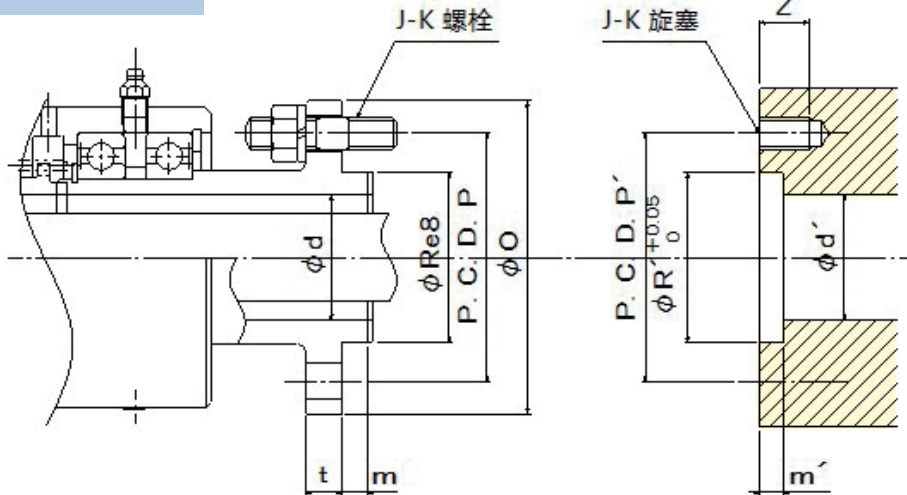 J-K 螺栓
J-K 旋塞
Z
φd
φRe8
P. C. D. P
φO
P. C. D. P´
φR´ +0.05 0
φd´
t
m
m´